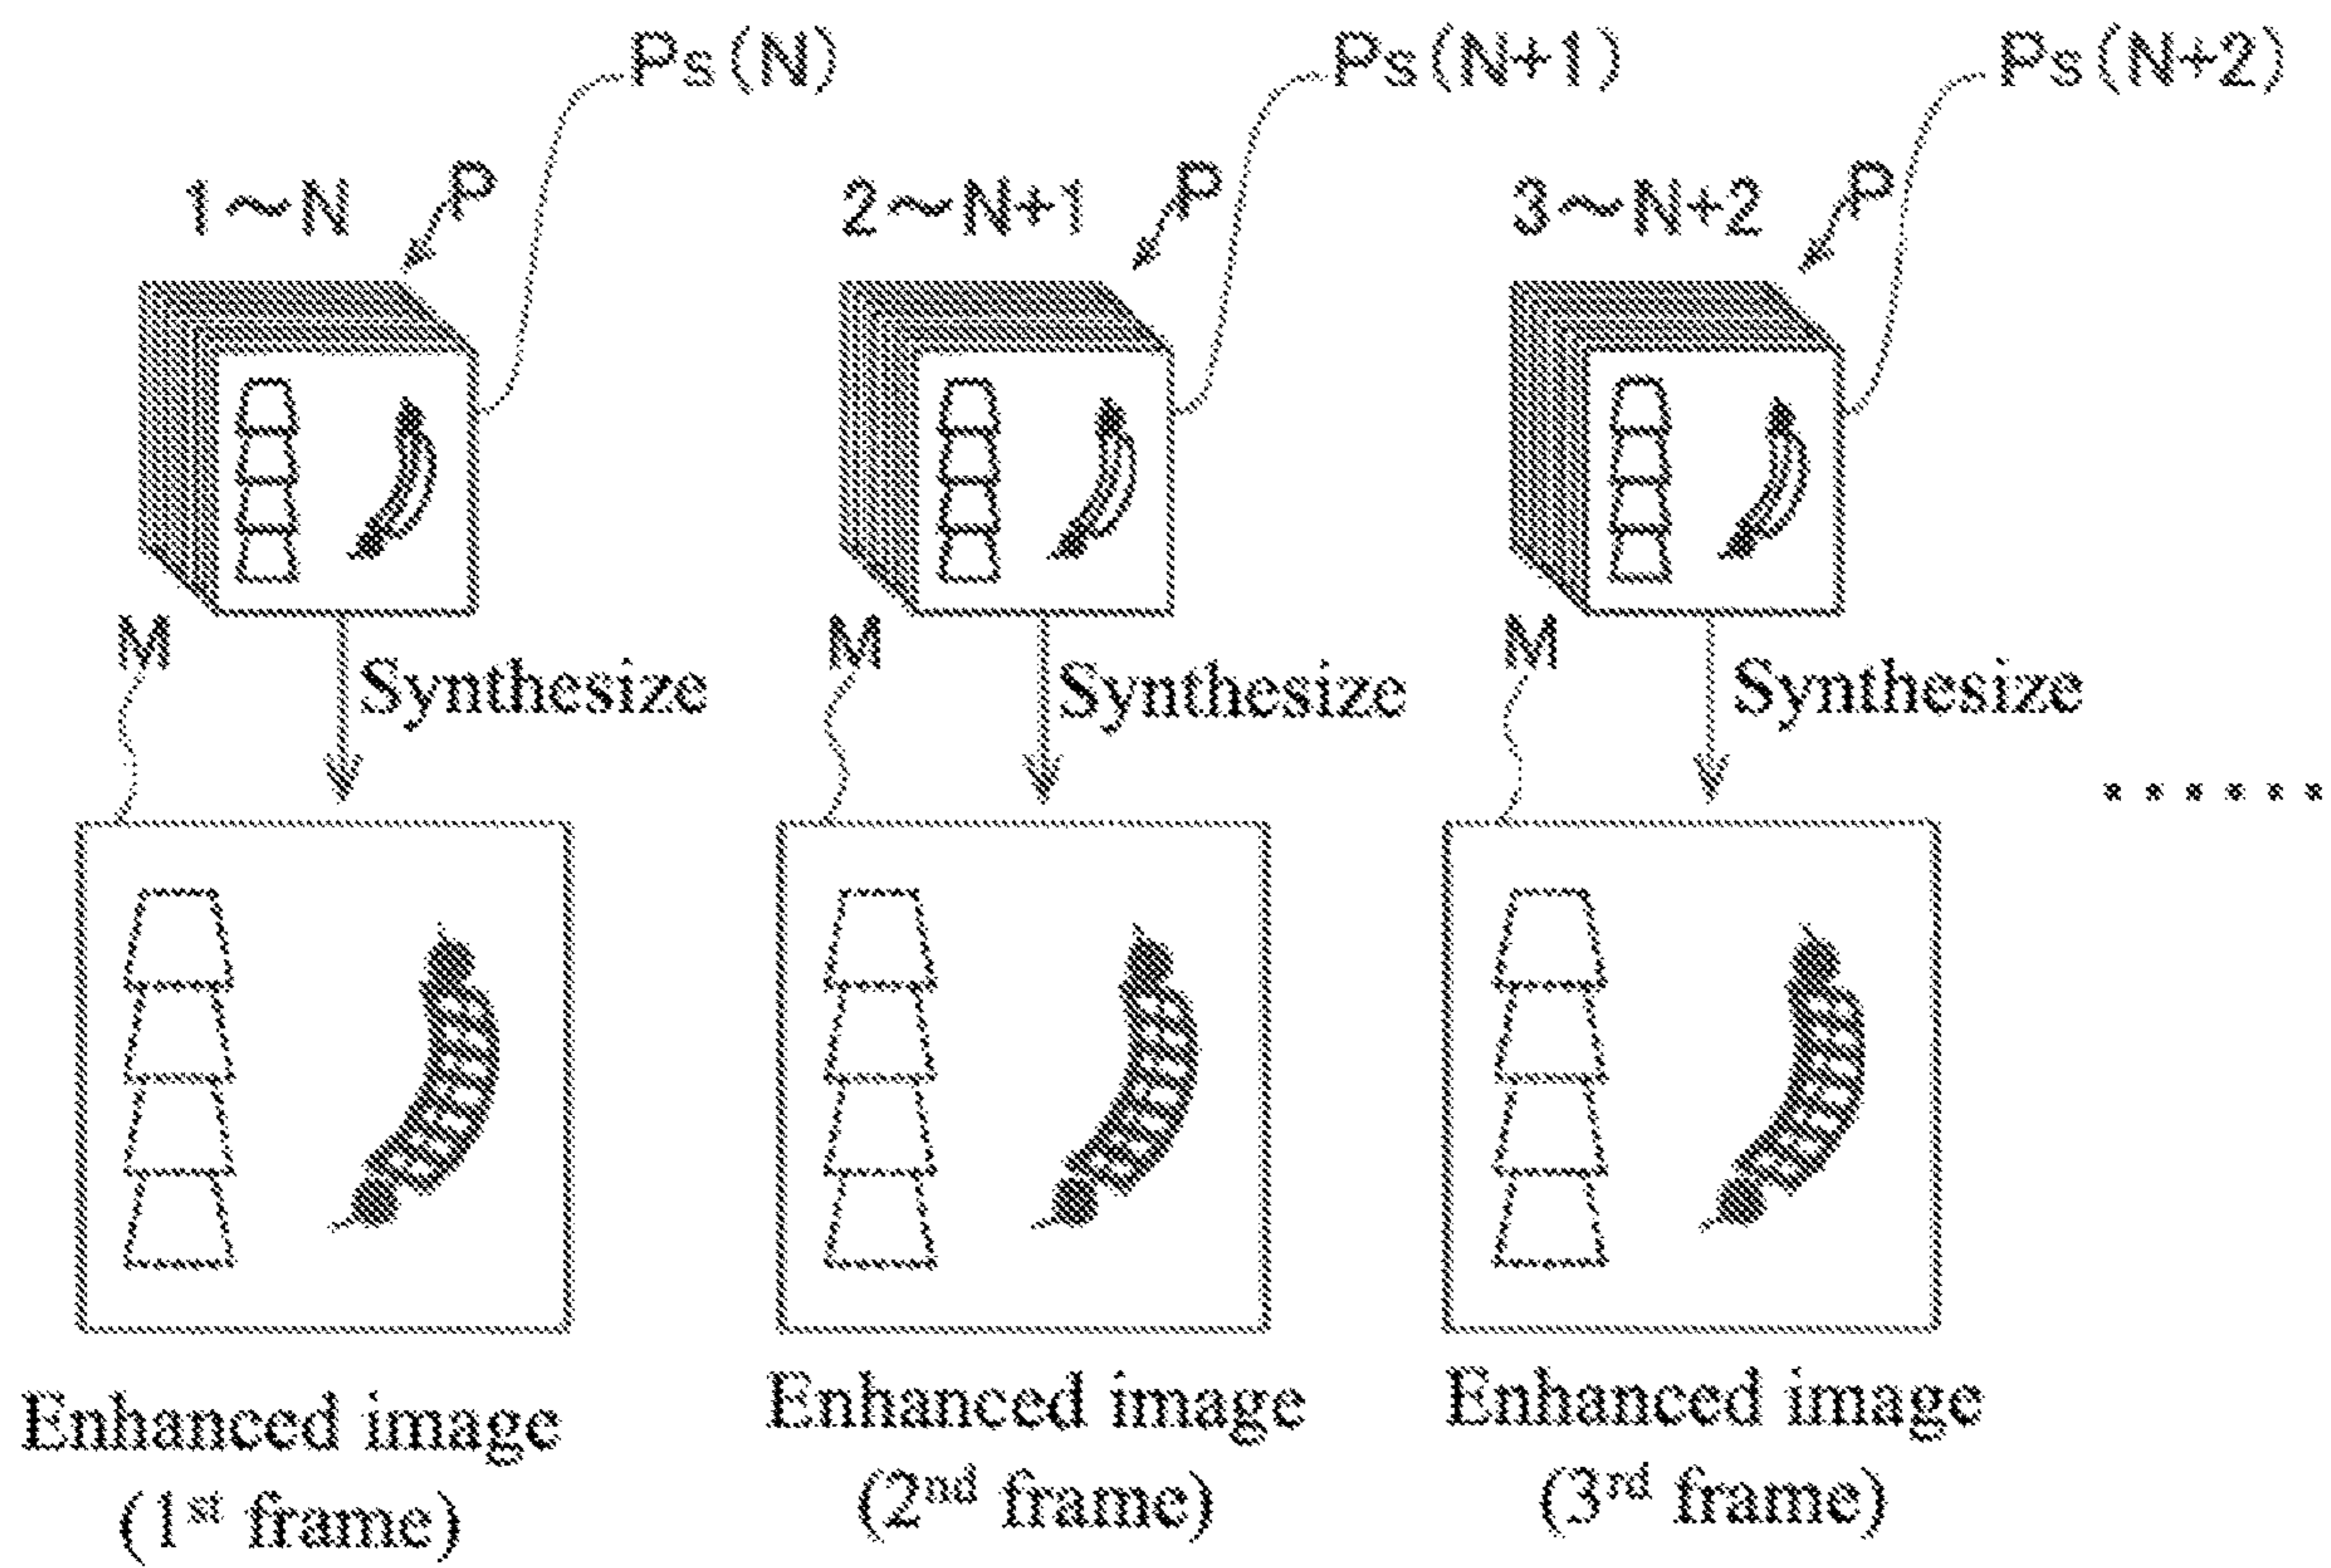 Ps(N) Ps(N+1) Ps(N+2)
P P P
1~N 2~N+1 3~N+2
M M M
Synthesize Synthesize Synthesize
......
Enhanced image Enhanced image Enhanced image
(1st frame) (2nd frame) (3rd frame)